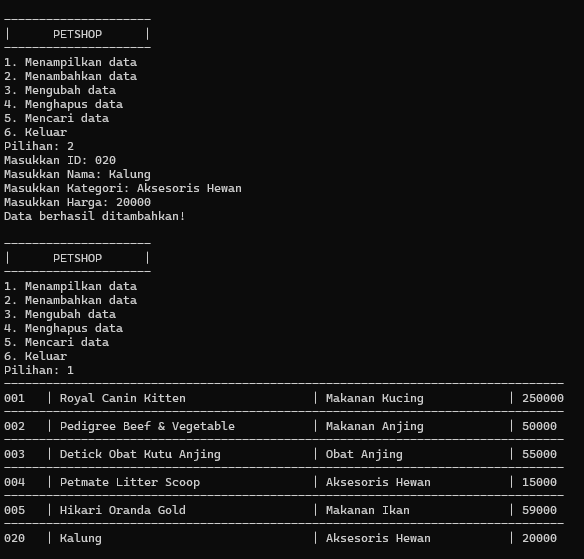 ---------------------
|      PETSHOP      |
---------------------
1. Menampilkan data
2. Menambahkan data
3. Mengubah data
4. Menghapus data
5. Mencari data
6. Keluar
Pilihan: 2
Masukkan ID: 020
Masukkan Nama: Kalung
Masukkan Kategori: Aksesoris Hewan
Masukkan Harga: 20000
Data berhasil ditambahkan!

---------------------
|      PETSHOP      |
---------------------
1. Menampilkan data
2. Menambahkan data
3. Mengubah data
4. Menghapus data
5. Mencari data
6. Keluar
Pilihan: 1
--------------------------------------------------------------------------------
001   | Royal Canin Kitten                  | Makanan Kucing            | 250000
--------------------------------------------------------------------------------
002   | Pedigree Beef & Vegetable           | Makanan Anjing            | 50000
--------------------------------------------------------------------------------
003   | Detick Obat Kutu Anjing             | Obat Anjing               | 55000
--------------------------------------------------------------------------------
004   | Petmate Litter Scoop                | Aksesoris Hewan           | 15000
--------------------------------------------------------------------------------
005   | Hikari Oranda Gold                  | Makanan Ikan              | 59000
--------------------------------------------------------------------------------
020   | Kalung                              | Aksesoris Hewan           | 20000